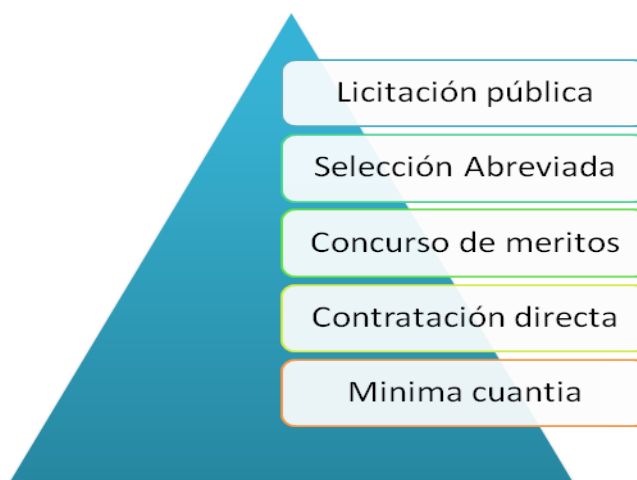 Licitación pública
Selección Abreviada
Concurso de meritos
Contratación directa
Minima cuantia